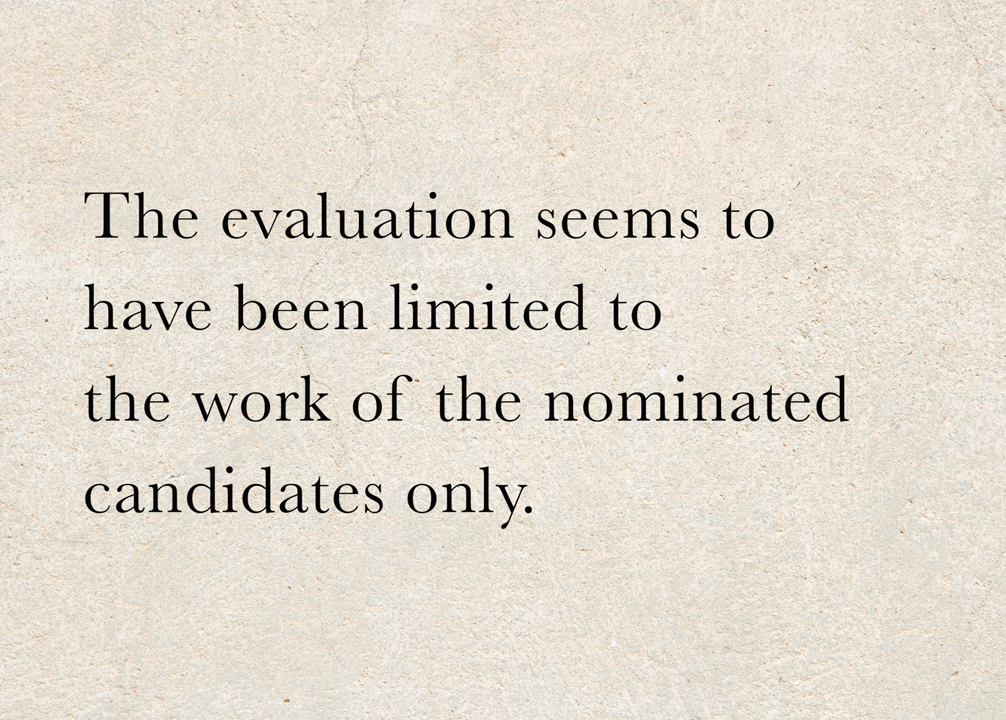 The evaluation seems to
have been limited to
the work of the nominated
candidates only.